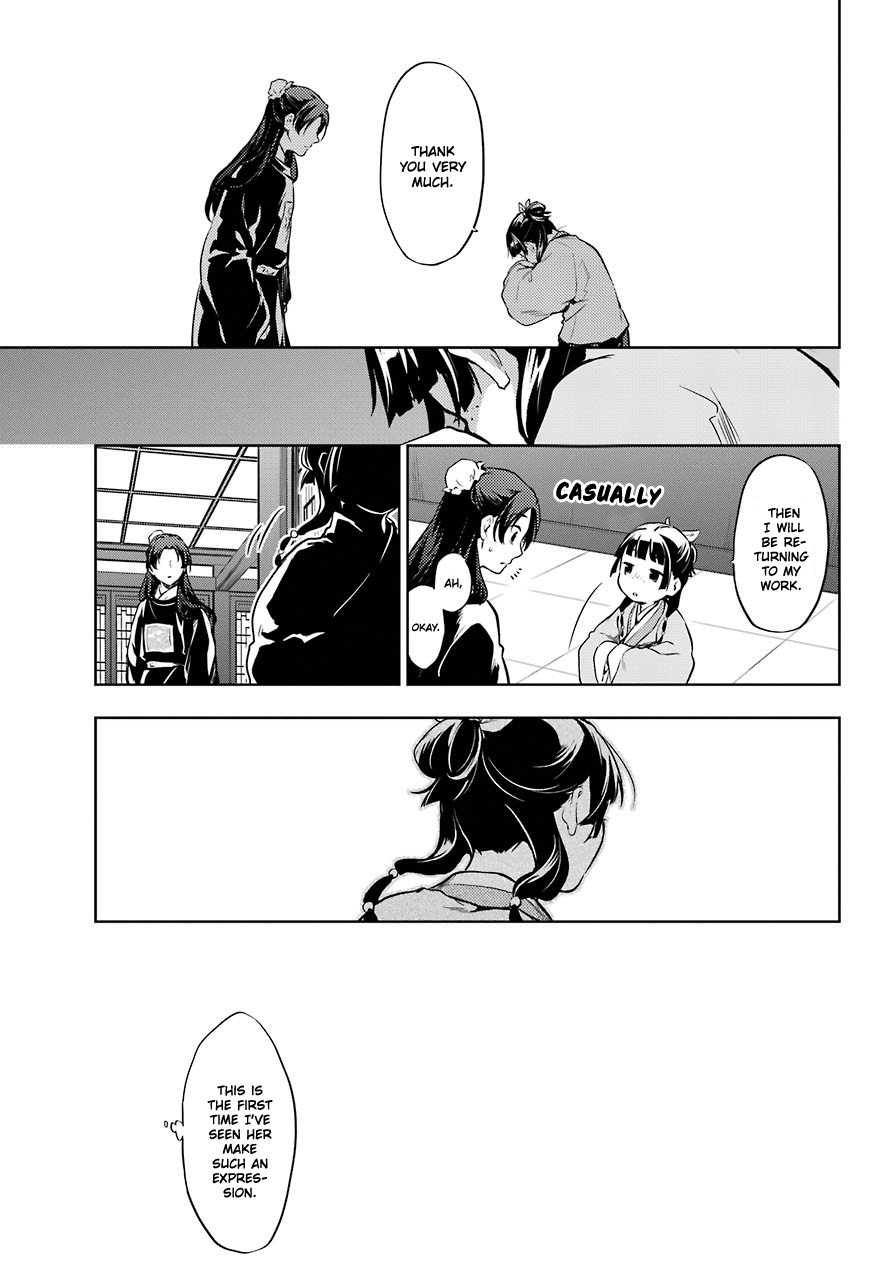 THANK
YOU VERY
MUCH.
THEN
I WILL
BE RE-
TURNING
TO MY
WORK.
CASUALLY
AH,
OKAY.
THIS IS
THE FIRST
TIME I'VE
SEEN HER
MAKE
SUCH AN
EXPRES-
SION.